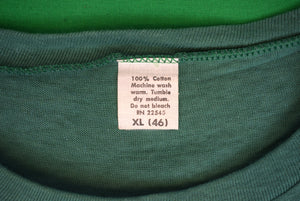 100% Cotton
Machine wash
warm. Tumble
dry medium.
Do not bleach
RN 22545
XL (46)